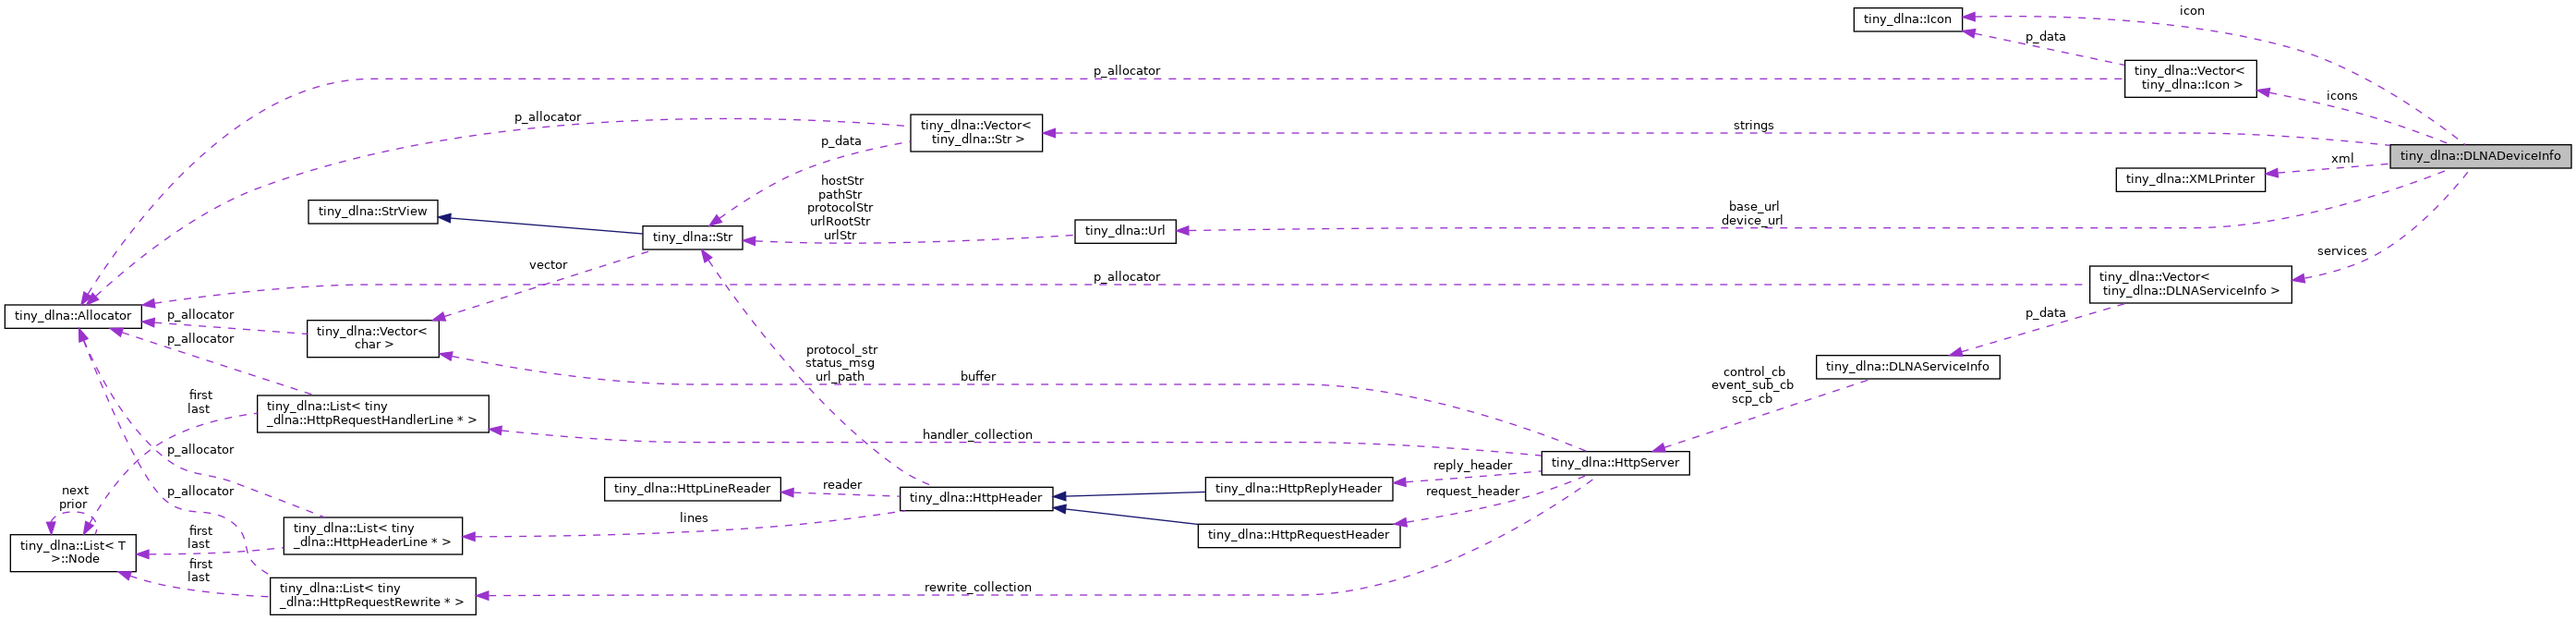 icon
tiny_dlna::Icon
p_data
p_allocator
tiny_dlna::Vector<
tiny_dlna::Icon >
icons
p_allocator
tiny_dlna::Vector<
tiny_dlna::Str >
strings
p_data
tiny_dlna::DLNADeviceInfo
xml
tiny_dlna::XMLPrinter
hostStr
pathStr
protocolStr
urlRootStr
urlStr
tiny_dlna::StrView
base_url
device_url
tiny_dlna::Str
tiny_dlna::Url
services
vector
p_allocator
tiny_dlna::Vector<
tiny_dlna::DLNAServiceInfo >
tiny_dlna::Allocator
p_allocator
p_data
tiny_dlna::Vector<
char >
p_allocator
protocol_str
status_msg
url_path
buffer
tiny_dlna::DLNAServiceInfo
control_cb
event_sub_cb
scp_cb
first
last
tiny_dlna::List< tiny
_dlna::HttpRequestHandlerLine * >
handler_collection
p_allocator
tiny_dlna::HttpServer
reply_header
reader
tiny_dlna::HttpLineReader
tiny_dlna::HttpHeader
tiny_dlna::HttpReplyHeader
request_header
next
prior
p_allocator
lines
tiny_dlna::List< tiny
_dlna::HttpHeaderLine * >
first
last
tiny_dlna::HttpRequestHeader
tiny_dlna::List< T
>::Node
first
last
tiny_dlna::List< tiny
_dlna::HttpRequestRewrite * >
rewrite_collection